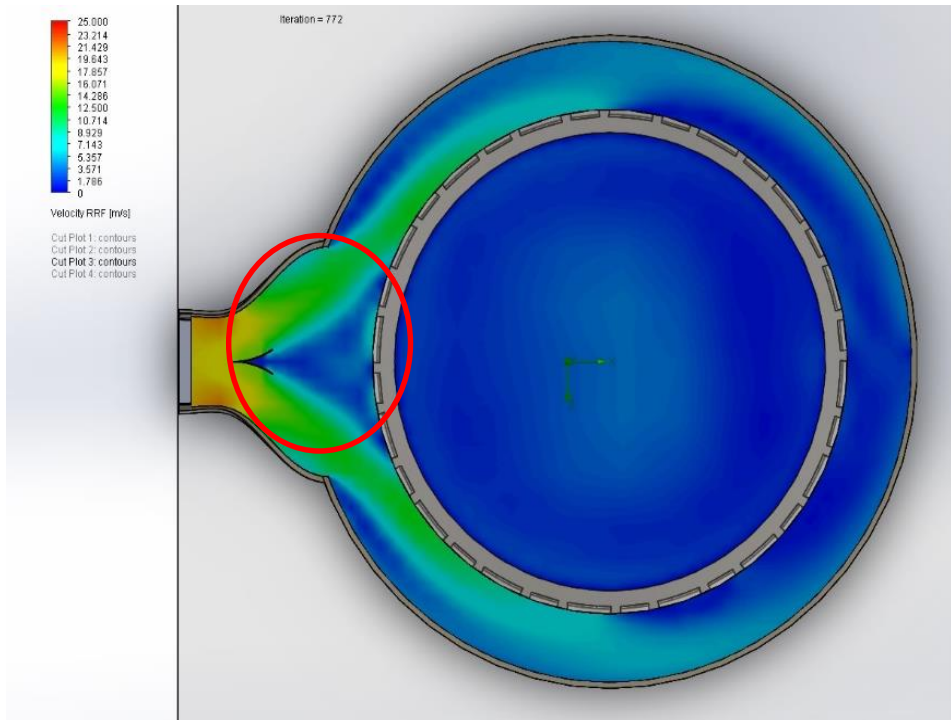 Iteration = 772
25.000
23.214
21.429
19.643
17.857
16.071
14.286
12.500
10.714
8.929
7.143
5.357
3.571
1.786
0
Velocity RRF [m/s]
Cut Plot 1: contours
Cut Plot 2: contours
Cut Plot 3: contours
Cut Plot 4: contours